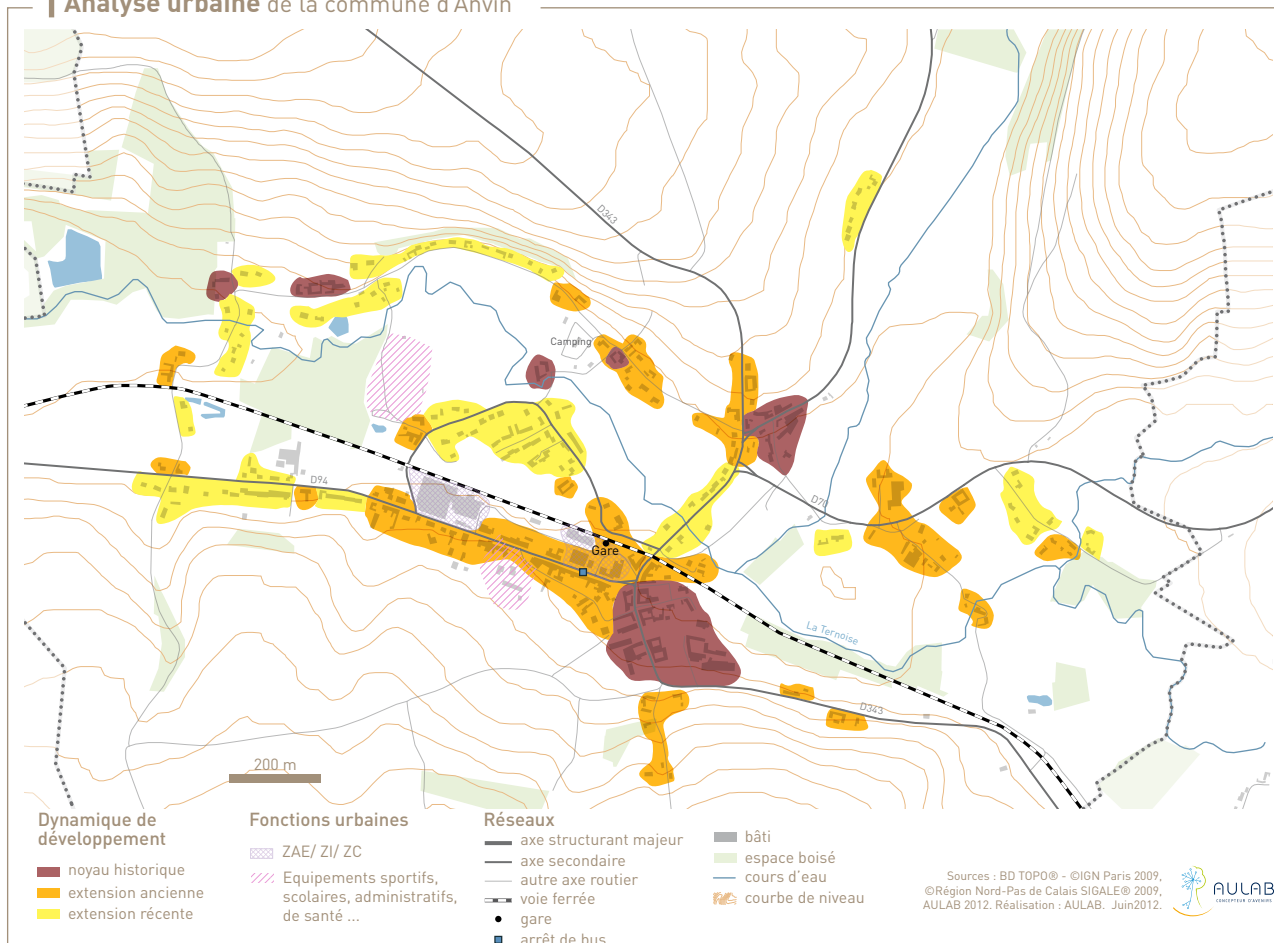 Analyse urbaine de la commune d'Anvin
D343
Camping
D94
D70
Gare
La Ternoise
D343
200 m
Dynamique de
développement
noyau historique
extension ancienne
extension récente
Fonctions urbaines
ZAE/ ZI/ ZC
Equipements sportifs,
scolaires, administratifs,
de santé ...
Réseaux
axe structurant majeur
axe secondaire
autre axe routier
voie ferrée
gare
arrêt de bus
bâti
espace boisé
cours d'eau
courbe de niveau
Sources : BD TOPO® - ©IGN Paris 2009,
©Région Nord-Pas de Calais SIGALE® 2009,
AULAB 2012. Réalisation : AULAB. Juin2012.
AULAB
CONCEPTEUR D'AVENIRS